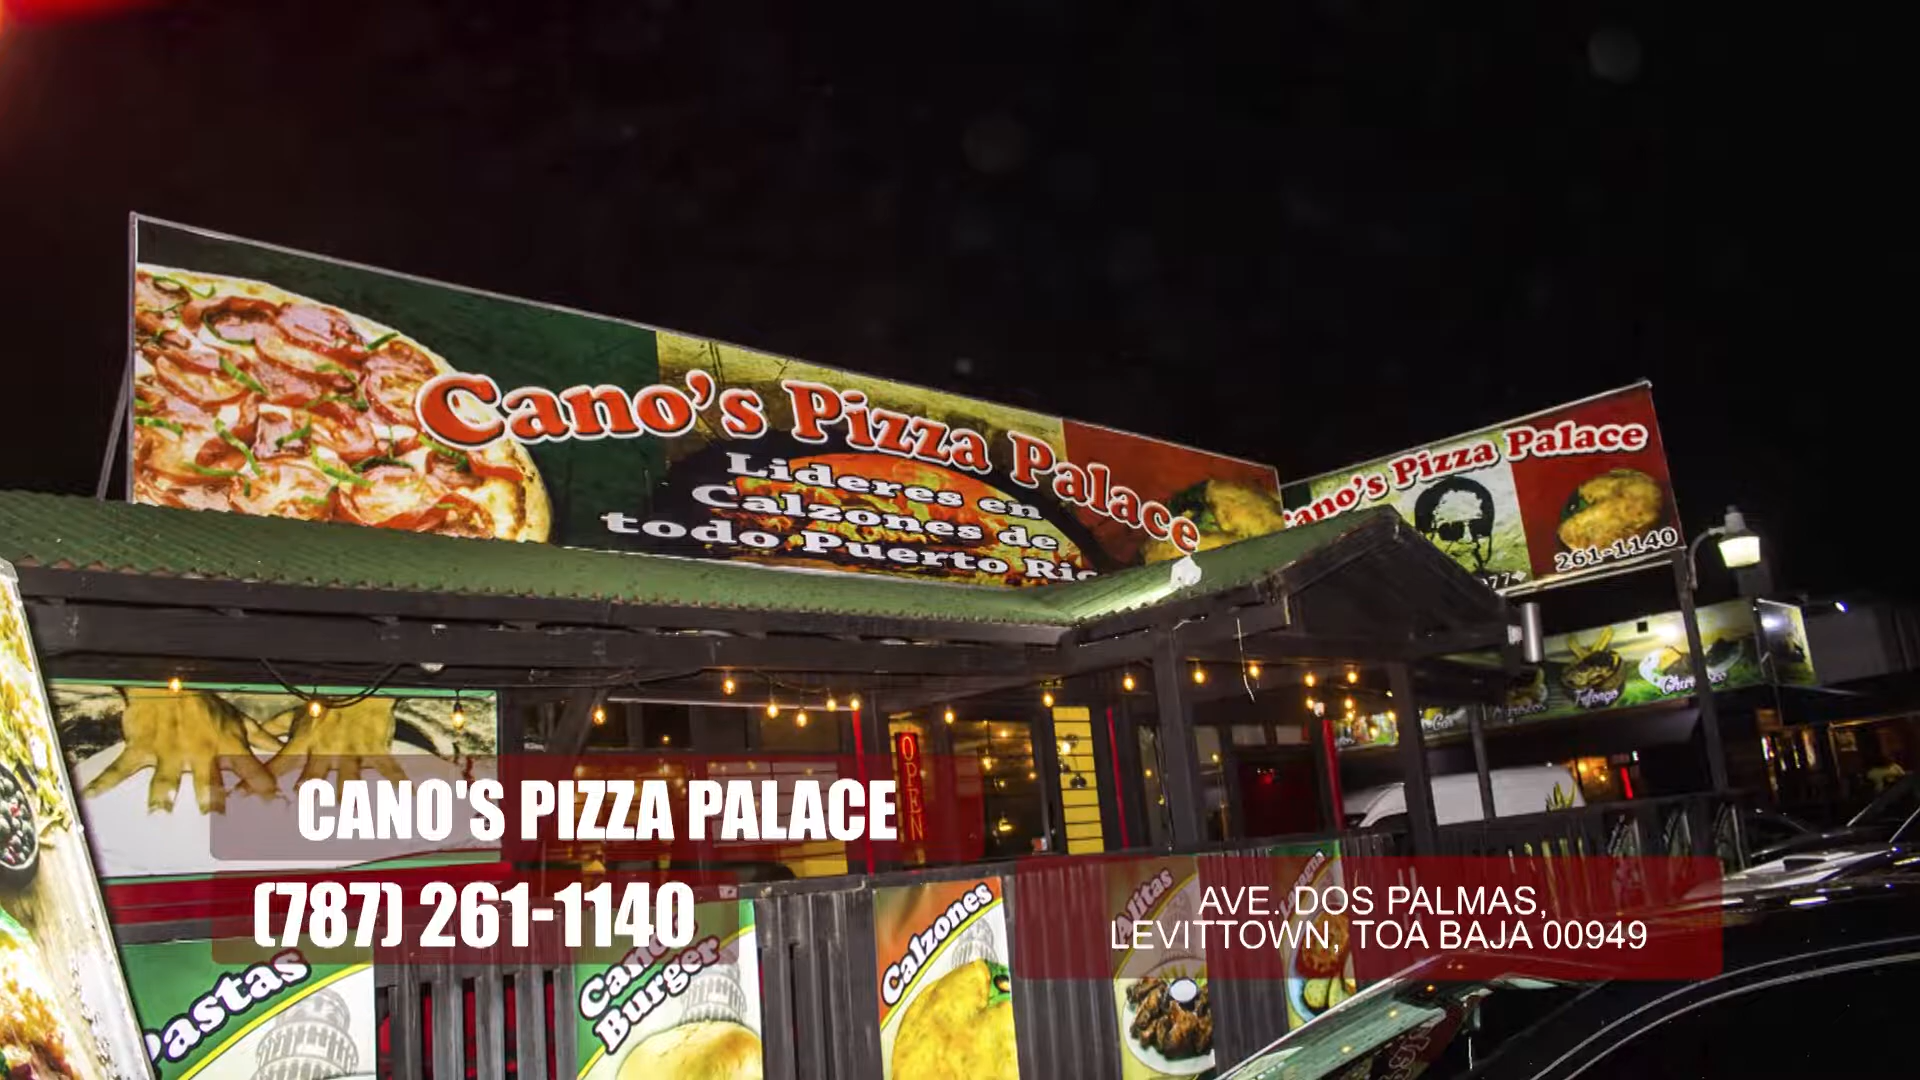 Cano's Pizza Palace
Lideres en
Calzones de
todo Puerto Ric
Cano's Pizza Palace
261-1140
Tofongo
OPEN
CANO'S PIZZA PALACE
(787) 261-1140
AVE. DOS PALMAS,
LEVITTOWN, TOA BAJA 00949
Pastas
Cano's
Burger
Calzones
Alitas